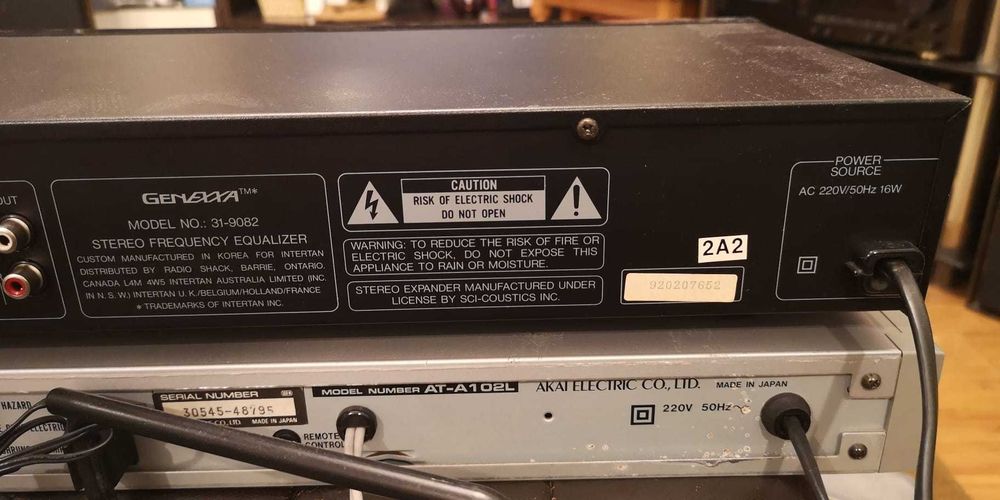 OUT
GENEXXA™*
MODEL NO.: 31-9082
STEREO FREQUENCY EQUALIZER
CUSTOM MANUFACTURED IN KOREA FOR INTERTAN
DISTRIBUTED BY RADIO SHACK, BARRIE, ONTARIO.
CANADA L4M 4W5 INTERTAN AUSTRALIA LIMITED (INC.
IN N. S. W.) INTERTAN U. K./BELGIUM/HOLLAND/FRANCE
* TRADEMARKS OF INTERTAN INC.
CAUTION
RISK OF ELECTRIC SHOCK
DO NOT OPEN
WARNING: TO REDUCE THE RISK OF FIRE OR
ELECTRIC SHOCK, DO NOT EXPOSE THIS
APPLIANCE TO RAIN OR MOISTURE.
STEREO EXPANDER MANUFACTURED UNDER
LICENSE BY SCI-COUSTICS INC.
2A2
920207652
POWER
SOURCE
AC 220V/50Hz 16W
HAZARD
ELECTRI
SERIAL NUMBER
30545-48795
CO., LTD. MADE IN JAPAN
REMOTE
CONTROL
MODEL NUMBER AT-A102L
AKAI ELECTRIC CO., LTD. MADE IN JAPAN
220V 50Hz~